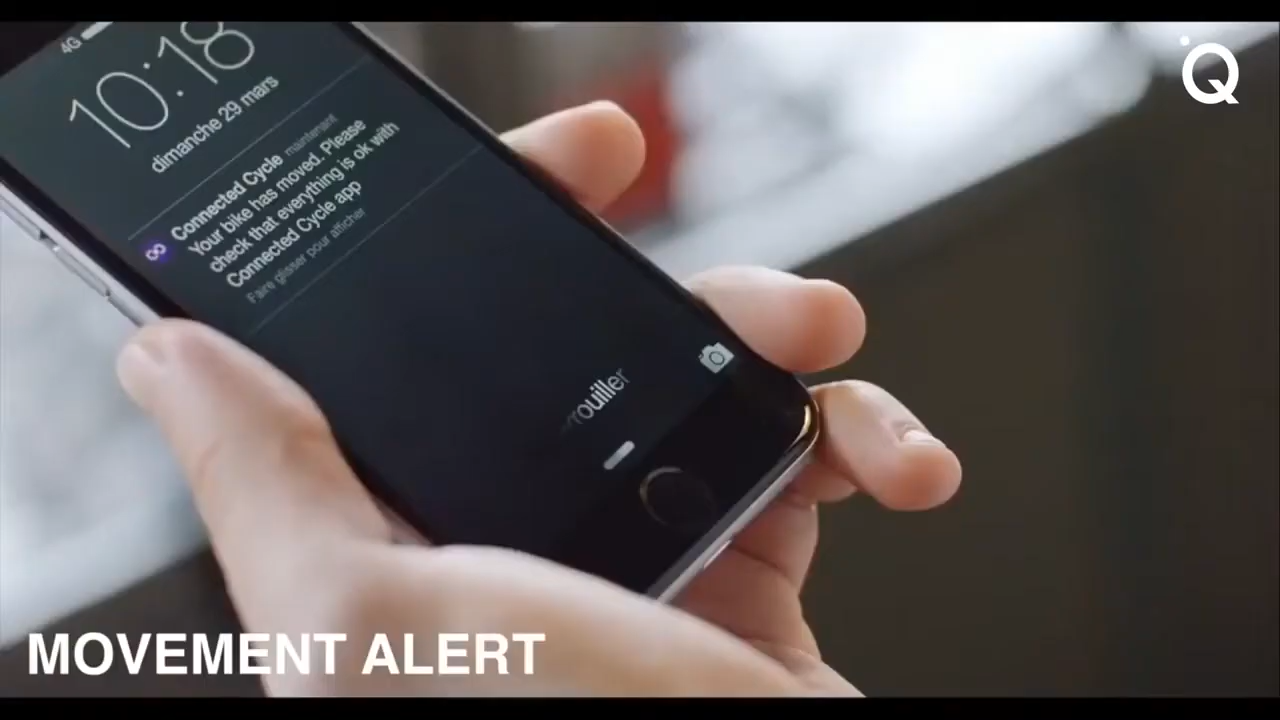 Q
4G
10:18
dimanche 29 mars
Connected Cycle maintenant
Your bike has moved. Please
check that everything is ok with
Connected Cycle app
Faire glisser pour afficher
MOVEMENT ALERT